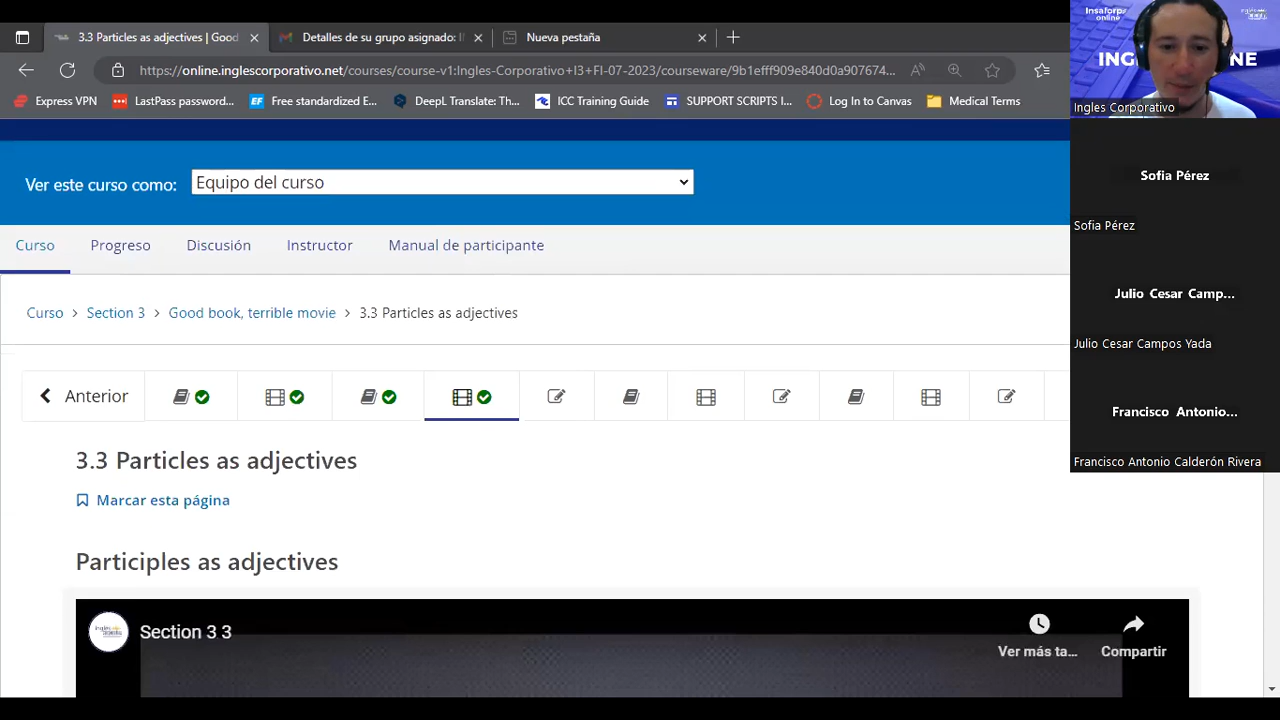 3.3 Particles as adjectives | Good
Detalles de su grupo asignado: I
Nueva pestaña
https://online.inglescorporativo.net/courses/course-v1:Ingles-Corporativo+I3+FI-07-2023/courseware/9b1efff909e840d0a907674...
Express VPN
LastPass password...
Free standardized E...
DeepL Translate: Th...
ICC Training Guide
SUPPORT SCRIPTS I...
Log In to Canvas
Medical Terms
Ver este curso como:
Equipo del curso
Curso
Progreso
Discusión
Instructor
Manual de participante
Curso > Section 3 > Good book, terrible movie > 3.3 Particles as adjectives
Anterior
3.3 Particles as adjectives
Marcar esta página
Participles as adjectives
Section 3 3
Ver más ta...
Compartir
Insaforp
online
Ingles Corporativo
Sofia Pérez
Sofia Pérez
Julio Cesar Camp...
Julio Cesar Campos Yada
Francisco Antonio...
Francisco Antonio Calderón Rivera